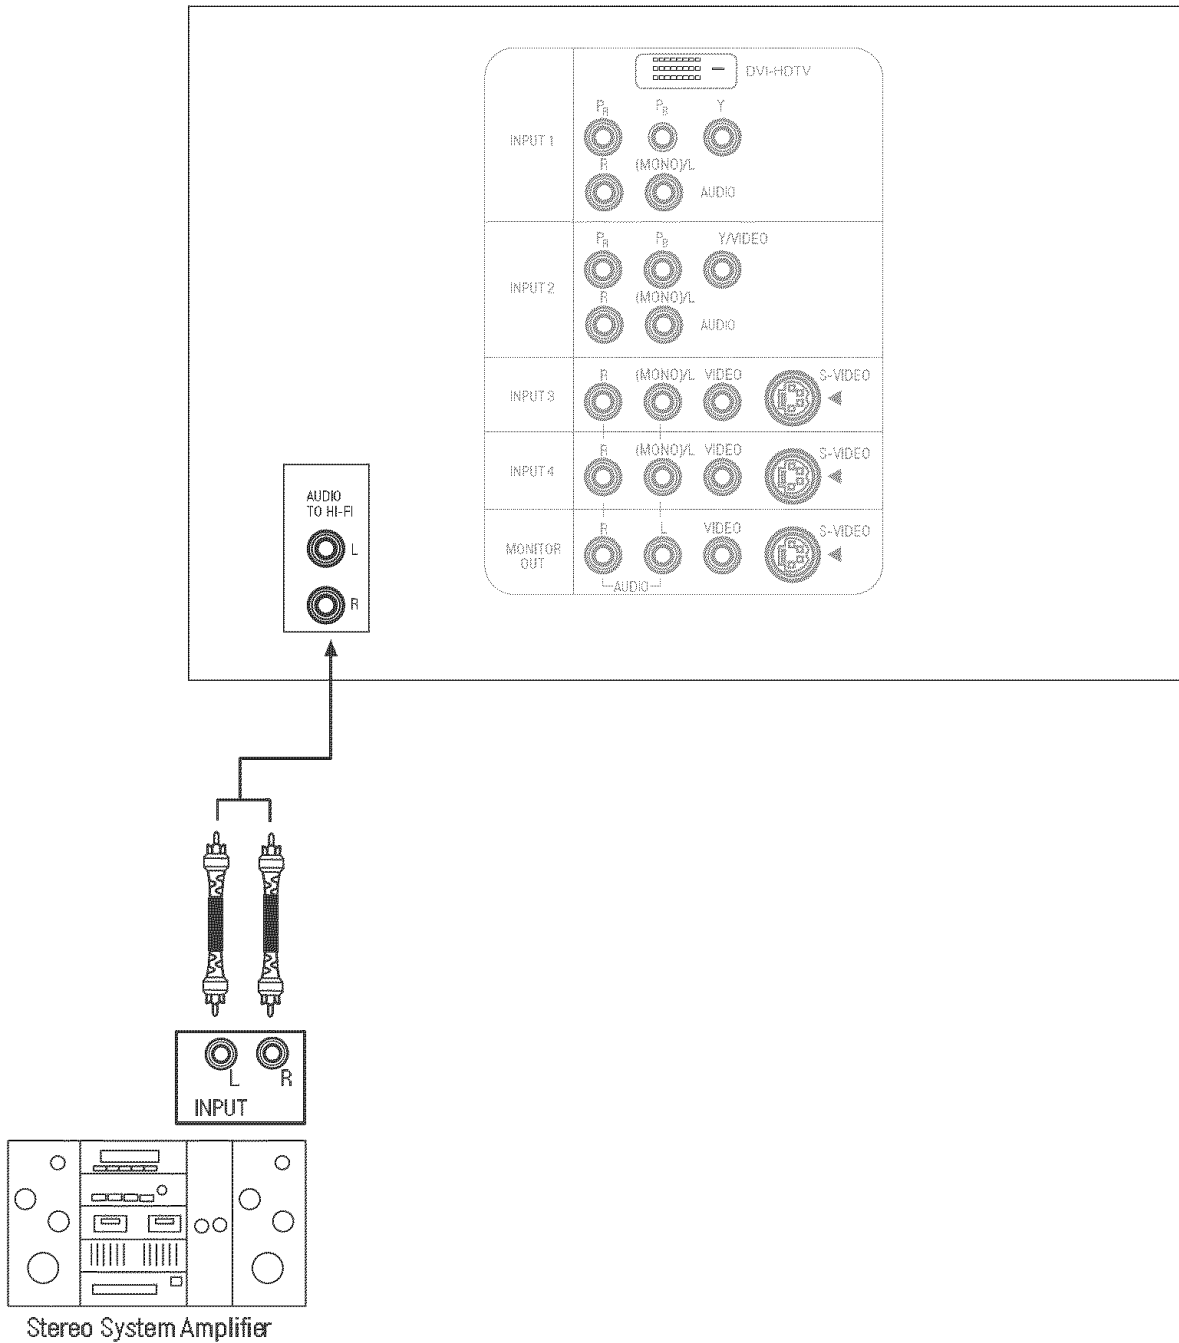 DVI-HDTV
PR PB Y
INPUT 1
R (MONO)/L
AUDIO
PR PB Y/VIDEO
INPUT 2
R (MONO)/L
AUDIO
R (MONO)/L VIDEO S-VIDEO
INPUT 3
R (MONO)/L VIDEO S-VIDEO
INPUT 4
R L VIDEO S-VIDEO
MONITOR
OUT
AUDIO
AUDIO
TO HI-FI
L
R
L R
INPUT
Stereo System Amplifier